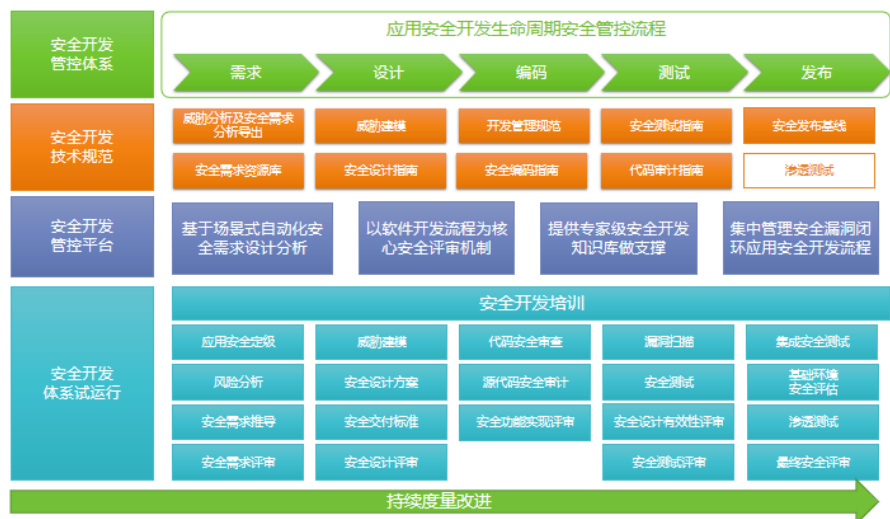 安全开发
管控体系
应用安全开发生命周期安全管控流程
需求
设计
编码
测试
发布
安全开发
技术规范
威胁分析及安全需求
分析导出
威胁建模
开发管理规范
安全测试指南
安全发布基线
安全需求资源库
安全设计指南
安全编码指南
代码审计指南
渗透测试
安全开发
管控平台
基于场景式自动化安
全需求设计分析
以软件开发流程为核
心安全评审机制
提供专家级安全开发
知识库做支撑
集中管理安全漏洞闭
环应用安全开发流程
安全开发
体系试运行
安全开发培训
应用安全定级
威胁建模
代码安全审查
漏洞扫描
集成安全测试
风险分析
安全设计方案
源代码安全审计
安全测试
基础环境
安全评估
安全需求推导
安全交付标准
安全功能实现评审
安全设计有效性评审
渗透测试
安全需求评审
安全设计评审
安全测试评审
最终安全评审
持续度量改进